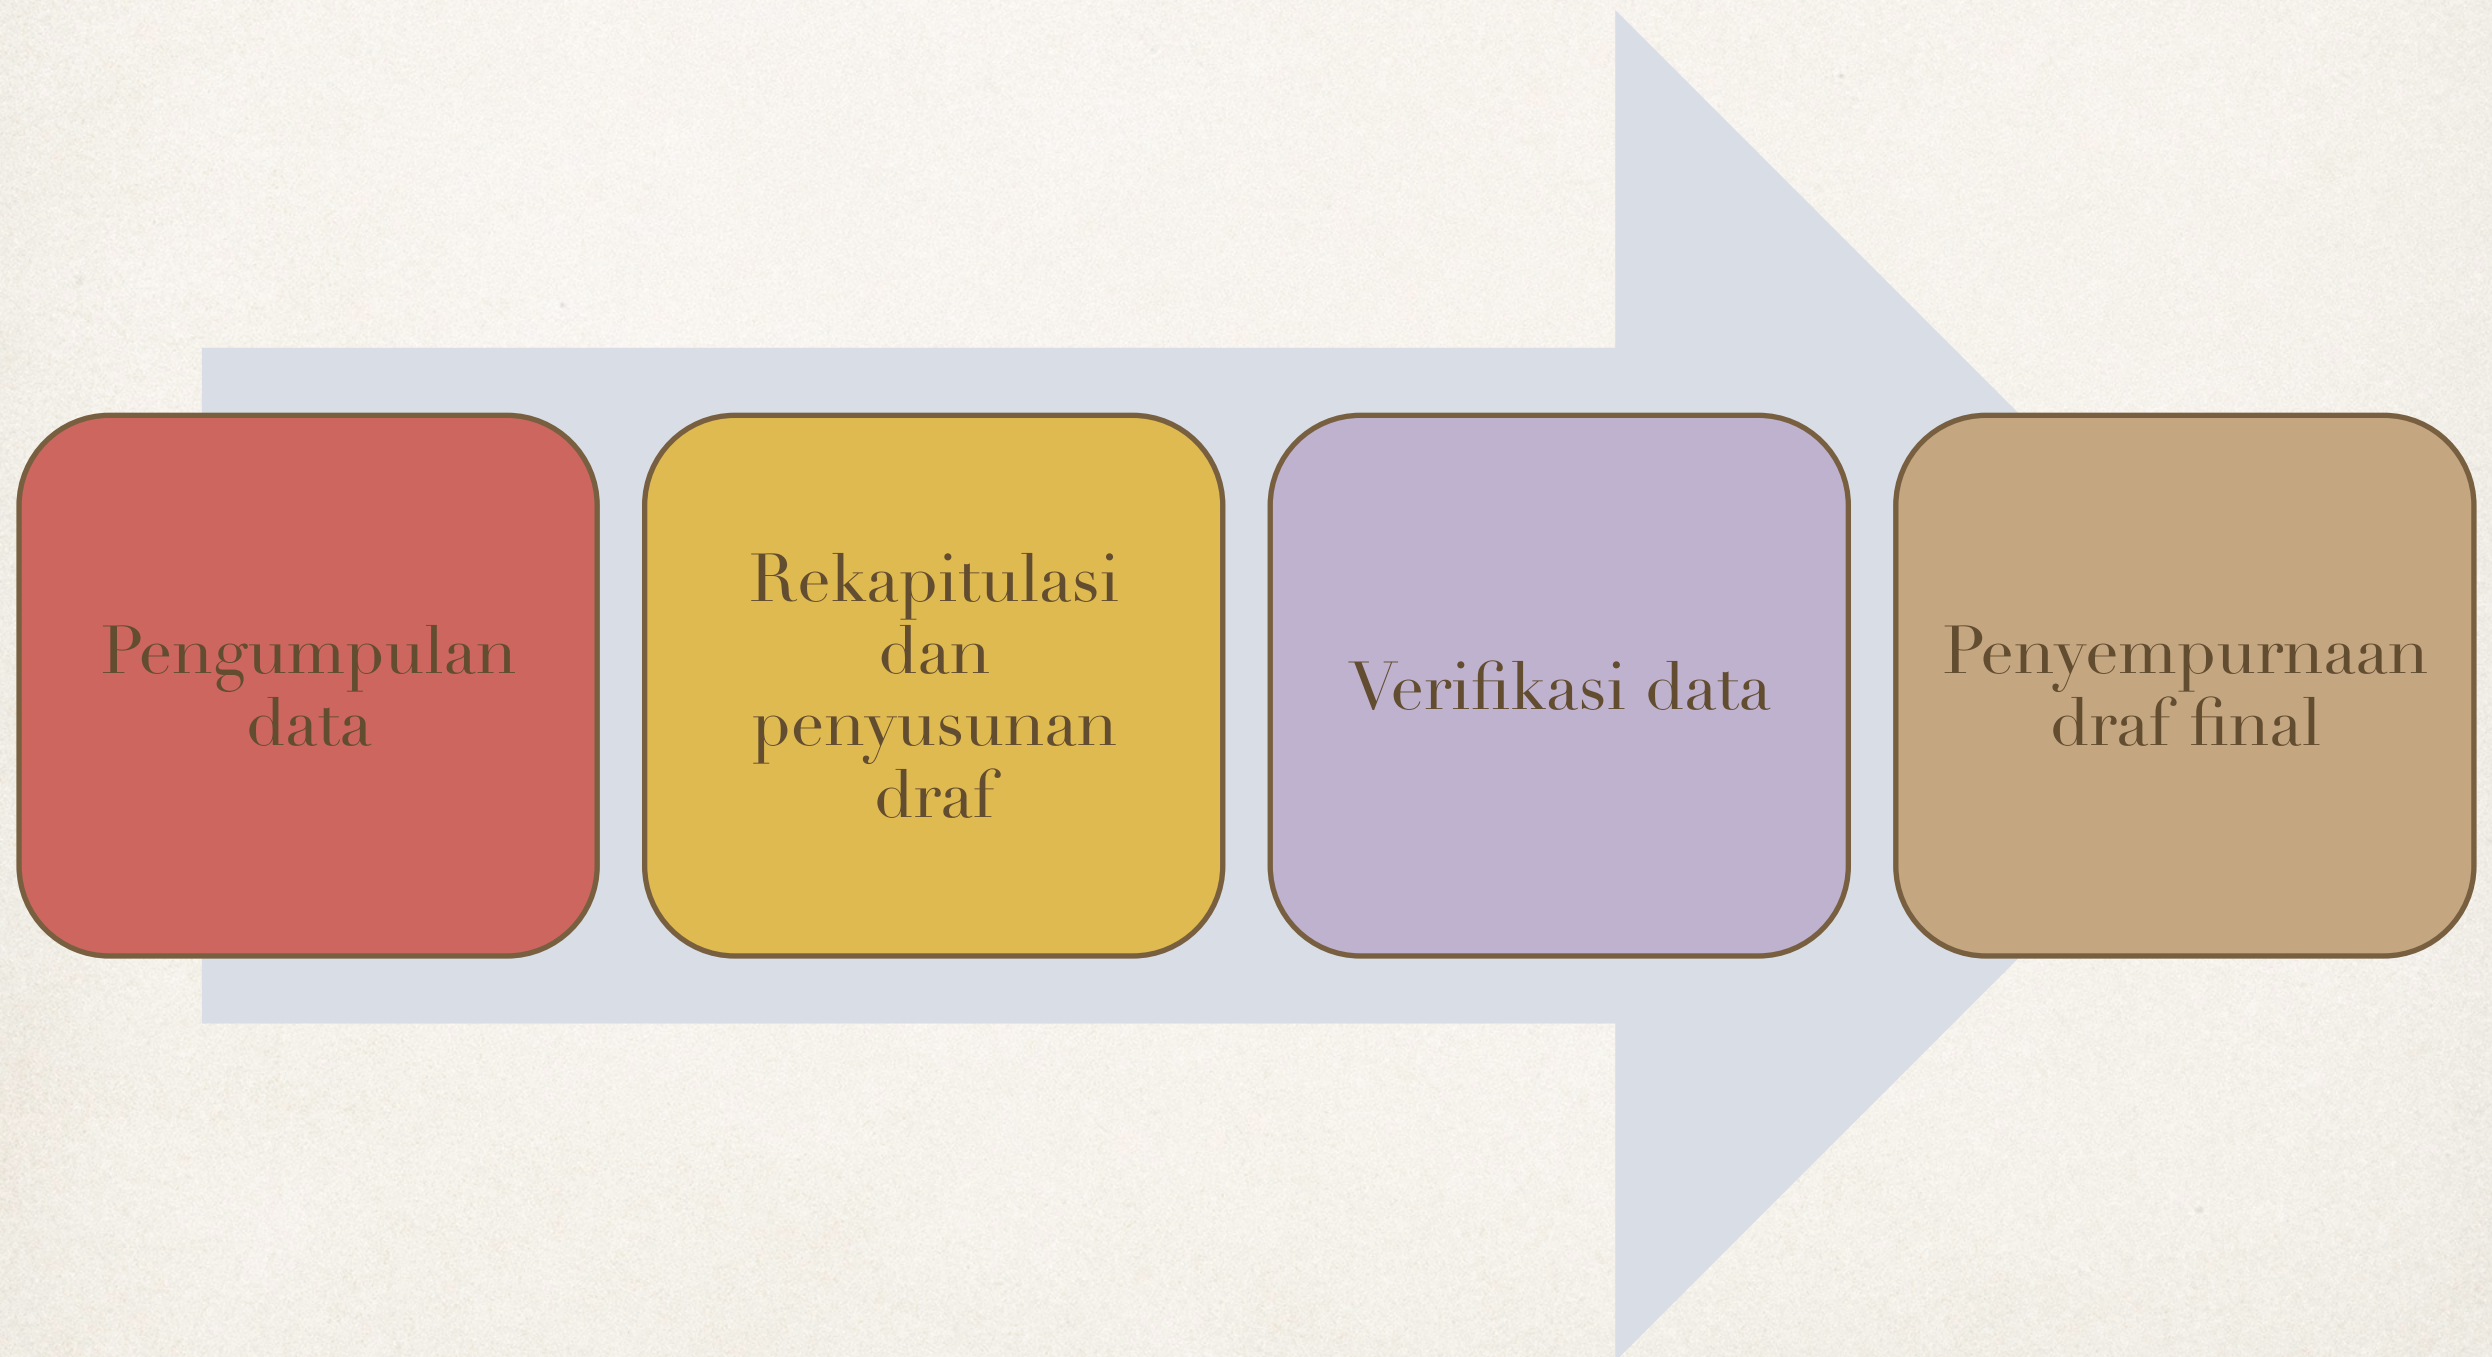 Pengumpulan
data
Rekapitulasi
dan
penyusunan
draf
Verifikasi data
Penyempurnaan
draf final